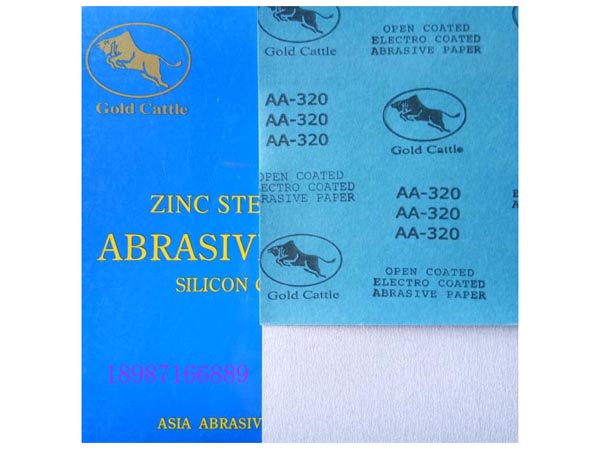 Gold Cattle
ZINC STE
ABRASIV
SILICON
18987166889
ASIA ABRASIV
Gold Cattle
OPEN COATED
ELECTRO COATED
ABRASIVE PAPER
AA-320
AA-320
AA-320
Gold Cattle
OPEN COATED
ECTRO COATED
RASIVE PAPER
AA-320
AA-320
AA-320
Gold Cattle
OPEN COATED
ELECTRO COATED
ABRASIVE PAPER